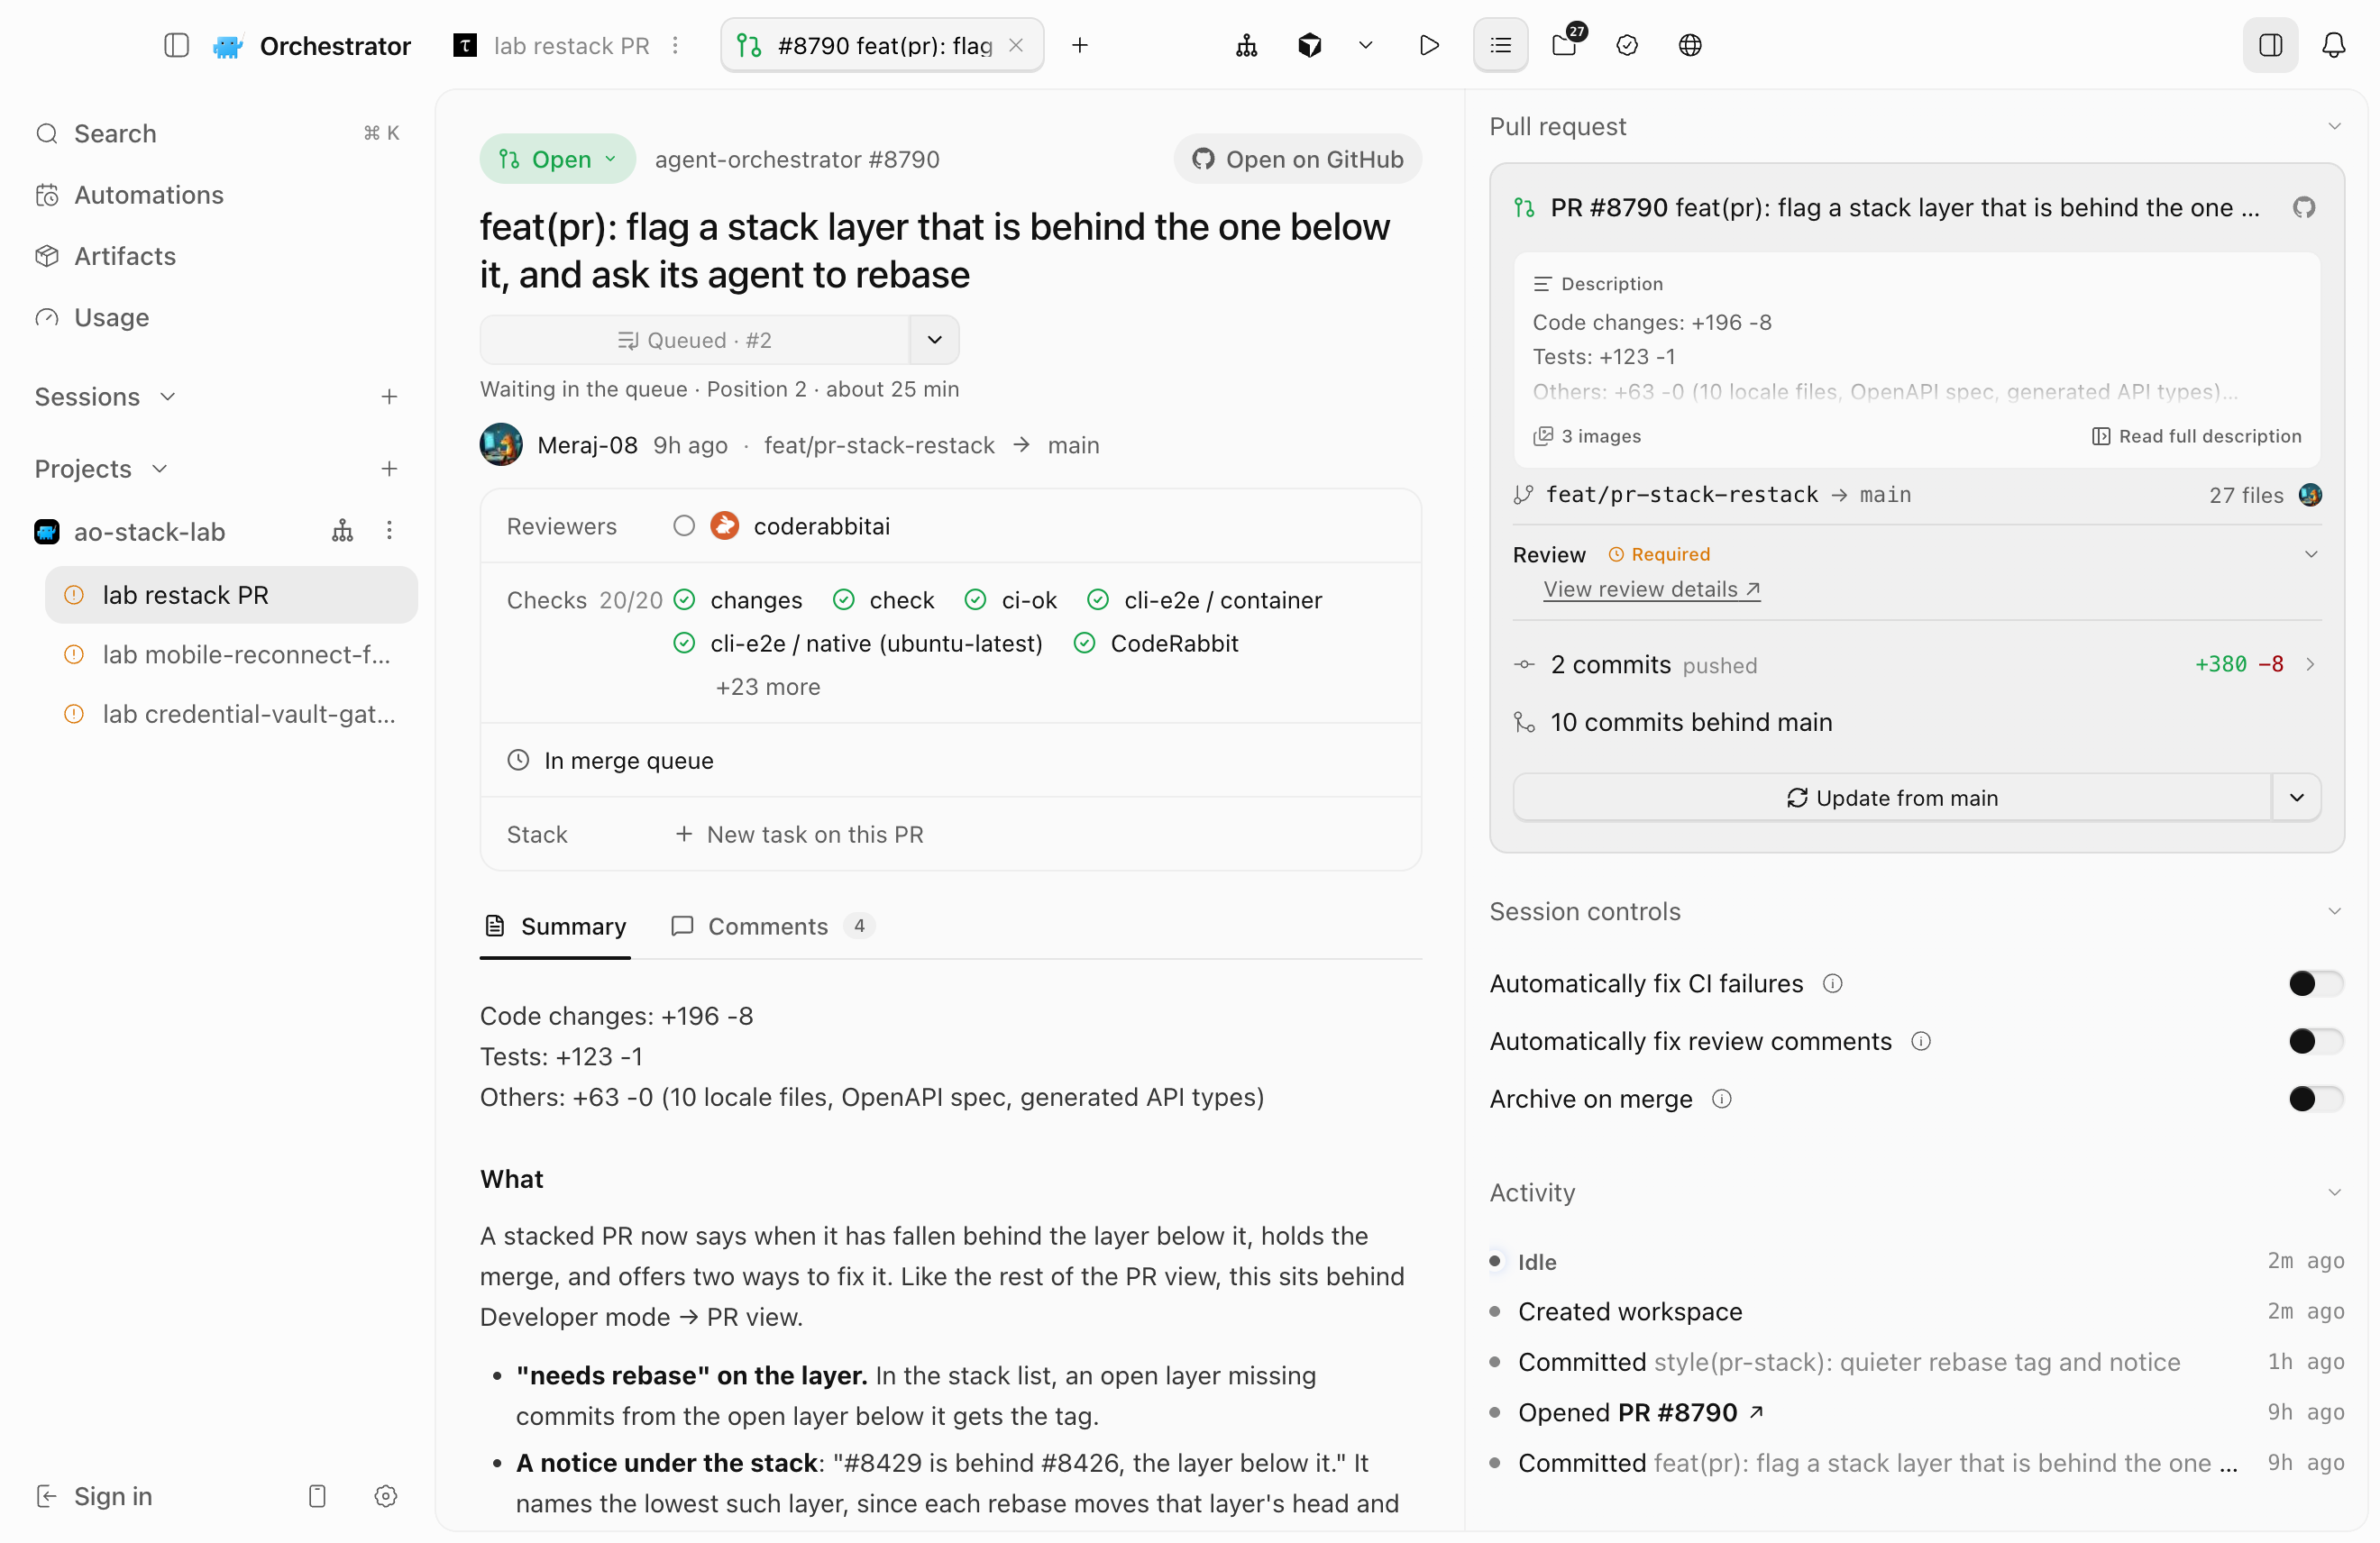 Orchestrator
lab restack PR
#8790 feat(pr): flag
27
Search
⌘ K
Automations
Artifacts
Usage
Sessions
Projects
ao-stack-lab
lab restack PR
lab mobile-reconnect-f...
lab credential-vault-gat...
Sign in
Open
agent-orchestrator #8790
Open on GitHub
feat(pr): flag a stack layer that is behind the one below
it, and ask its agent to rebase
Queued · #2
Waiting in the queue · Position 2 · about 25 min
Meraj-08 9h ago · feat/pr-stack-restack → main
Reviewers
coderabbitai
Checks 20/20
changes
check
ci-ok
cli-e2e / container
cli-e2e / native (ubuntu-latest)
CodeRabbit
+23 more
In merge queue
Stack
+ New task on this PR
Summary
Comments 4
Code changes: +196 -8
Tests: +123 -1
Others: +63 -0 (10 locale files, OpenAPI spec, generated API types)
What
A stacked PR now says when it has fallen behind the layer below it, holds the
merge, and offers two ways to fix it. Like the rest of the PR view, this sits behind
Developer mode → PR view.
• "needs rebase" on the layer. In the stack list, an open layer missing
commits from the open layer below it gets the tag.
• A notice under the stack: "#8429 is behind #8426, the layer below it." It
names the lowest such layer, since each rebase moves that layer's head and
Pull request
PR #8790 feat(pr): flag a stack layer that is behind the one ...
Description
Code changes: +196 -8
Tests: +123 -1
Others: +63 -0 (10 locale files, OpenAPI spec, generated API types)...
3 images
Read full description
feat/pr-stack-restack → main
27 files
Review
Required
View review details ↗
2 commits pushed
+380 −8
10 commits behind main
Update from main
Session controls
Automatically fix CI failures
Automatically fix review comments
Archive on merge
Activity
Idle
2m ago
Created workspace
2m ago
Committed style(pr-stack): quieter rebase tag and notice
1h ago
Opened PR #8790 ↗
9h ago
Committed feat(pr): flag a stack layer that is behind the one ...
9h ago